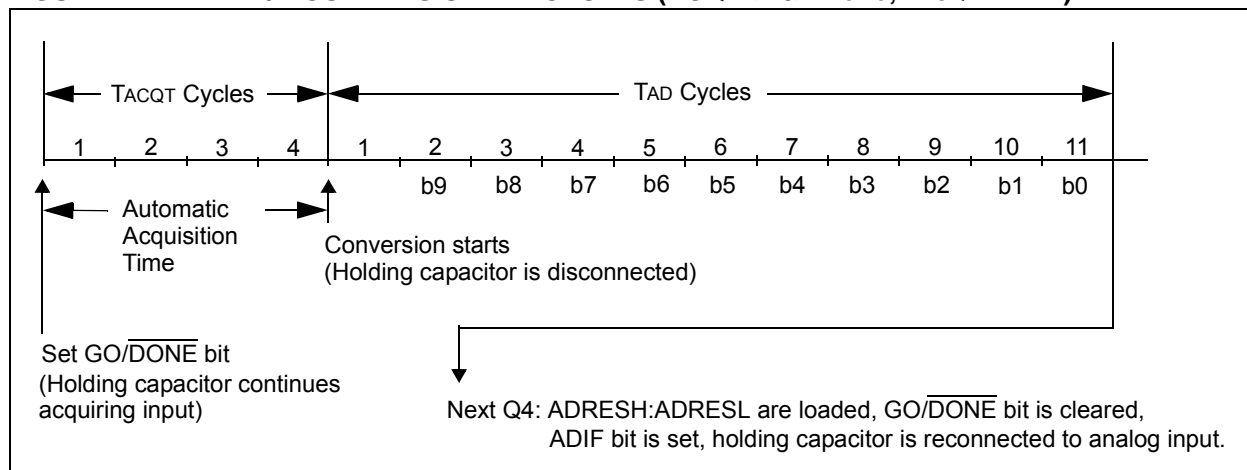 TACQT Cycles
TAD Cycles
1 2 3 4 1 2 3 4 5 6 7 8 9 10 11
b9 b8 b7 b6 b5 b4 b3 b2 b1 b0
Automatic
Acquisition
Time
Conversion starts
(Holding capacitor is disconnected)
Set GO/DONE bit
(Holding capacitor continues
acquiring input)
Next Q4: ADRESH:ADRESL are loaded, GO/DONE bit is cleared,
ADIF bit is set, holding capacitor is reconnected to analog input.